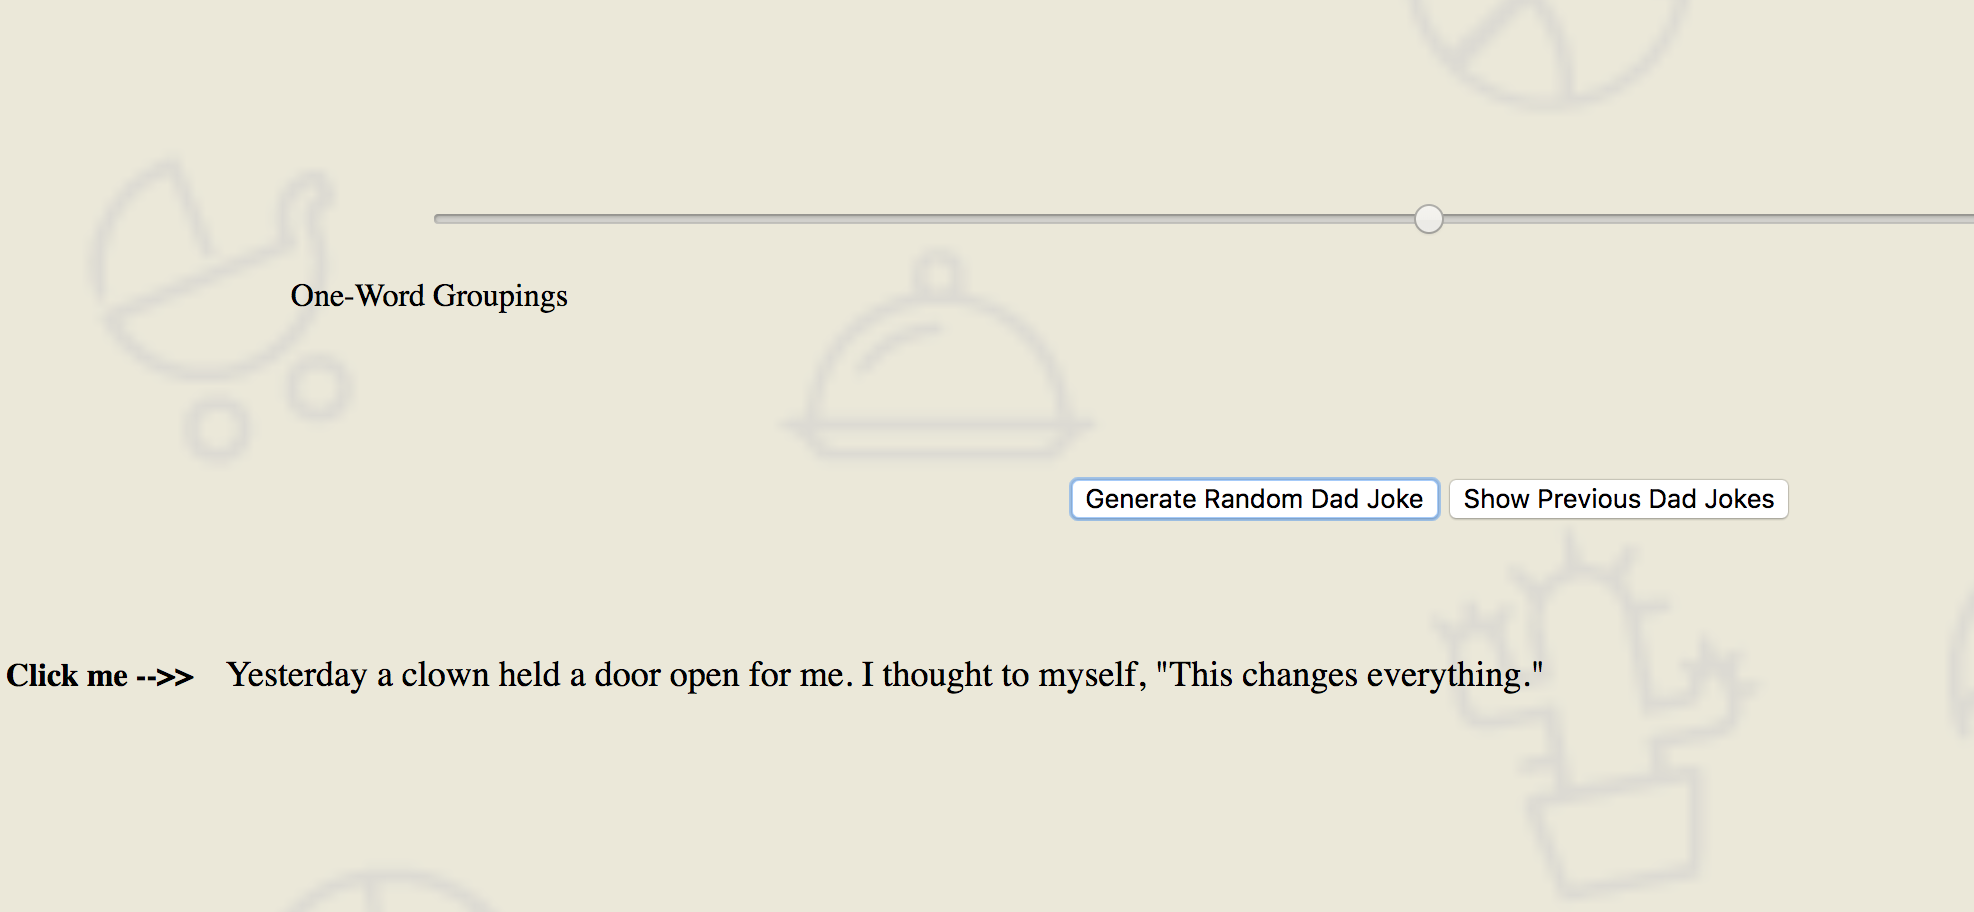 One-Word Groupings
Generate Random Dad Joke Show Previous Dad Jokes
Click me -->> Yesterday a clown held a door open for me. I thought to myself, "This changes everything."